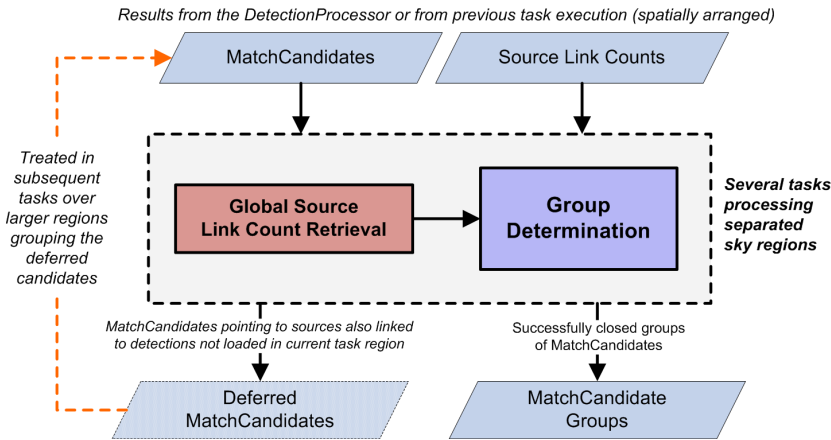 Results from the DetectionProcessor or from previous task execution (spatially arranged)
MatchCandidates
Source Link Counts
Treated in
subsequent
tasks over
larger regions
grouping the
deferred
candidates
Global Source
Link Count Retrieval
Group
Determination
Several tasks
processing
separated
sky regions
MatchCandidates pointing to sources also linked
to detections not loaded in current task region
Successfully closed groups
of MatchCandidates
Deferred
MatchCandidates
MatchCandidate
Groups